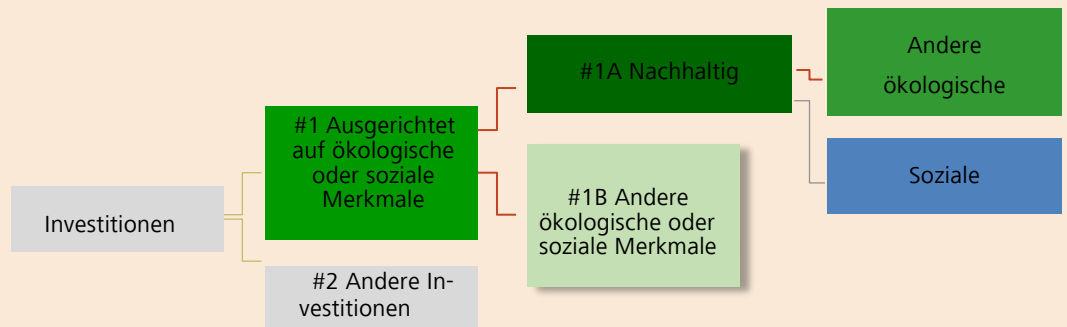 Investitionen
#1 Ausgerichtet
auf ökologische
oder soziale
Merkmale
#2 Andere In-
vestitionen
#1A Nachhaltig
#1B Andere
ökologische oder
soziale Merkmale
Andere
ökologische
Soziale